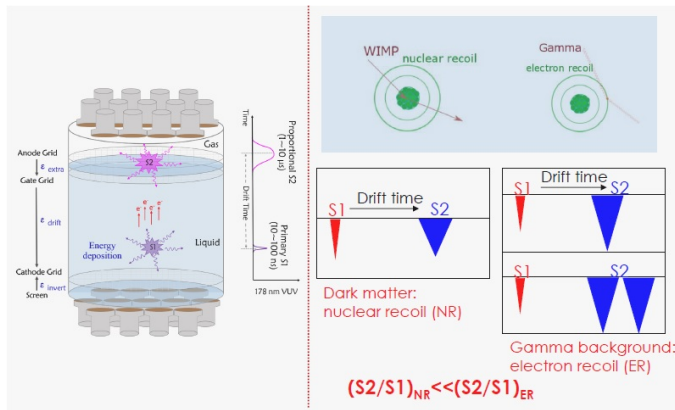 Anode Grid
ε extra
Gate Grid
ε drift
Cathode Grid
ε invert
Screen
Gas
S2
e⁻ e⁻ e⁻ e⁻
Energy
deposition
S1
Liquid
Time
Proportional S2
(1~10 μs)
Drift Time
Primary S1
(10~100 ns)
178 nm VUV
WIMP
nuclear recoil
Gamma
electron recoil
S1
Drift time
S2
Dark matter:
nuclear recoil (NR)
S1
Drift time
S2
S1
S2
Gamma background:
electron recoil (ER)
(S2/S1)NR<<(S2/S1)ER